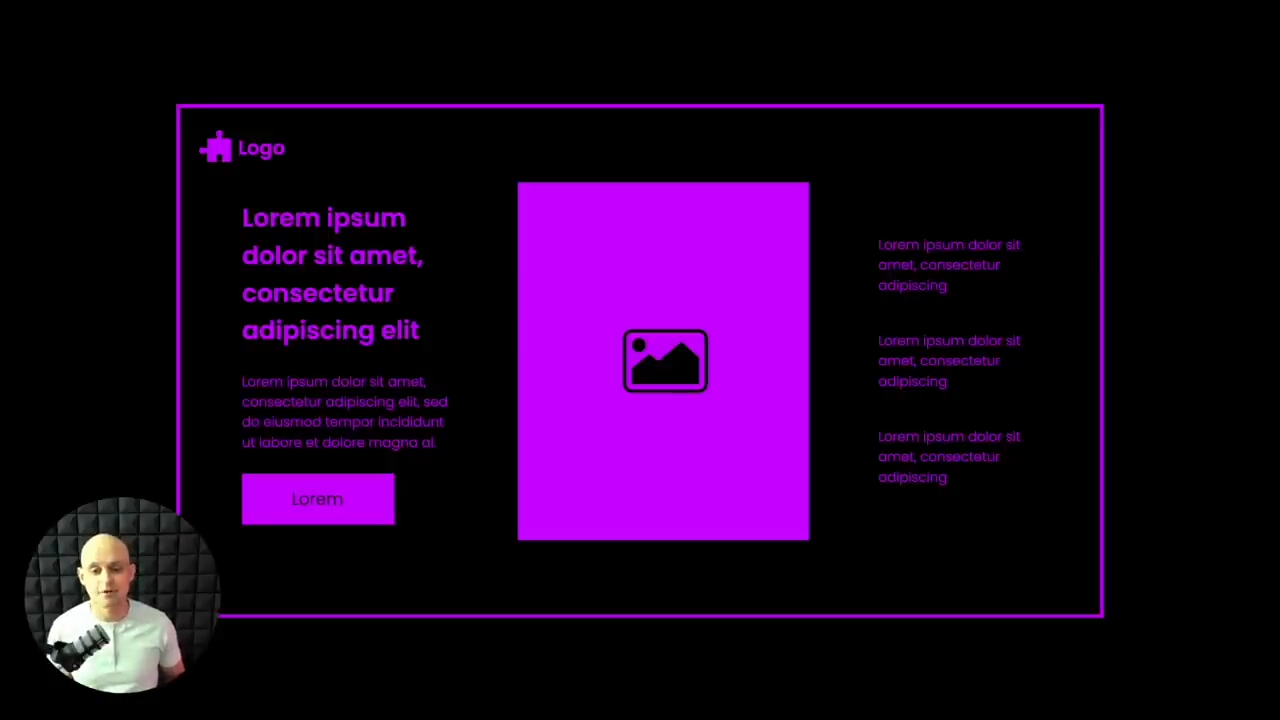 Logo
Lorem ipsum
dolor sit amet,
consectetur
adipiscing elit
Lorem ipsum dolor sit amet,
consectetur adipiscing elit, sed
do eiusmod tempor incididunt
ut labore et dolore magna al.
Lorem
Lorem ipsum dolor sit
amet, consectetur
adipiscing
Lorem ipsum dolor sit
amet, consectetur
adipiscing
Lorem ipsum dolor sit
amet, consectetur
adipiscing